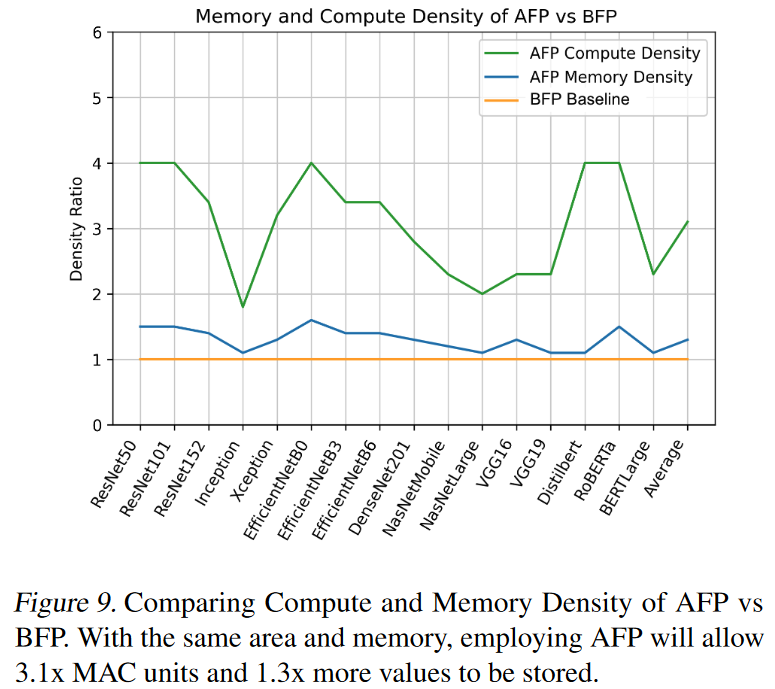 Memory and Compute Density of AFP vs BFP
6
AFP Compute Density
AFP Memory Density
BFP Baseline
5
4
3
2
1
0
Density Ratio
ResNet50
ResNet101
ResNet152
Inception
Xception
EfficientNetB0
EfficientNetB3
EfficientNetB6
DenseNet201
NasNetMobile
NasNetLarge
VGG16
VGG19
Distilbert
RoBERTa
BERTLarge
Average
Figure 9. Comparing Compute and Memory Density of AFP vs
BFP. With the same area and memory, employing AFP will allow
3.1x MAC units and 1.3x more values to be stored.